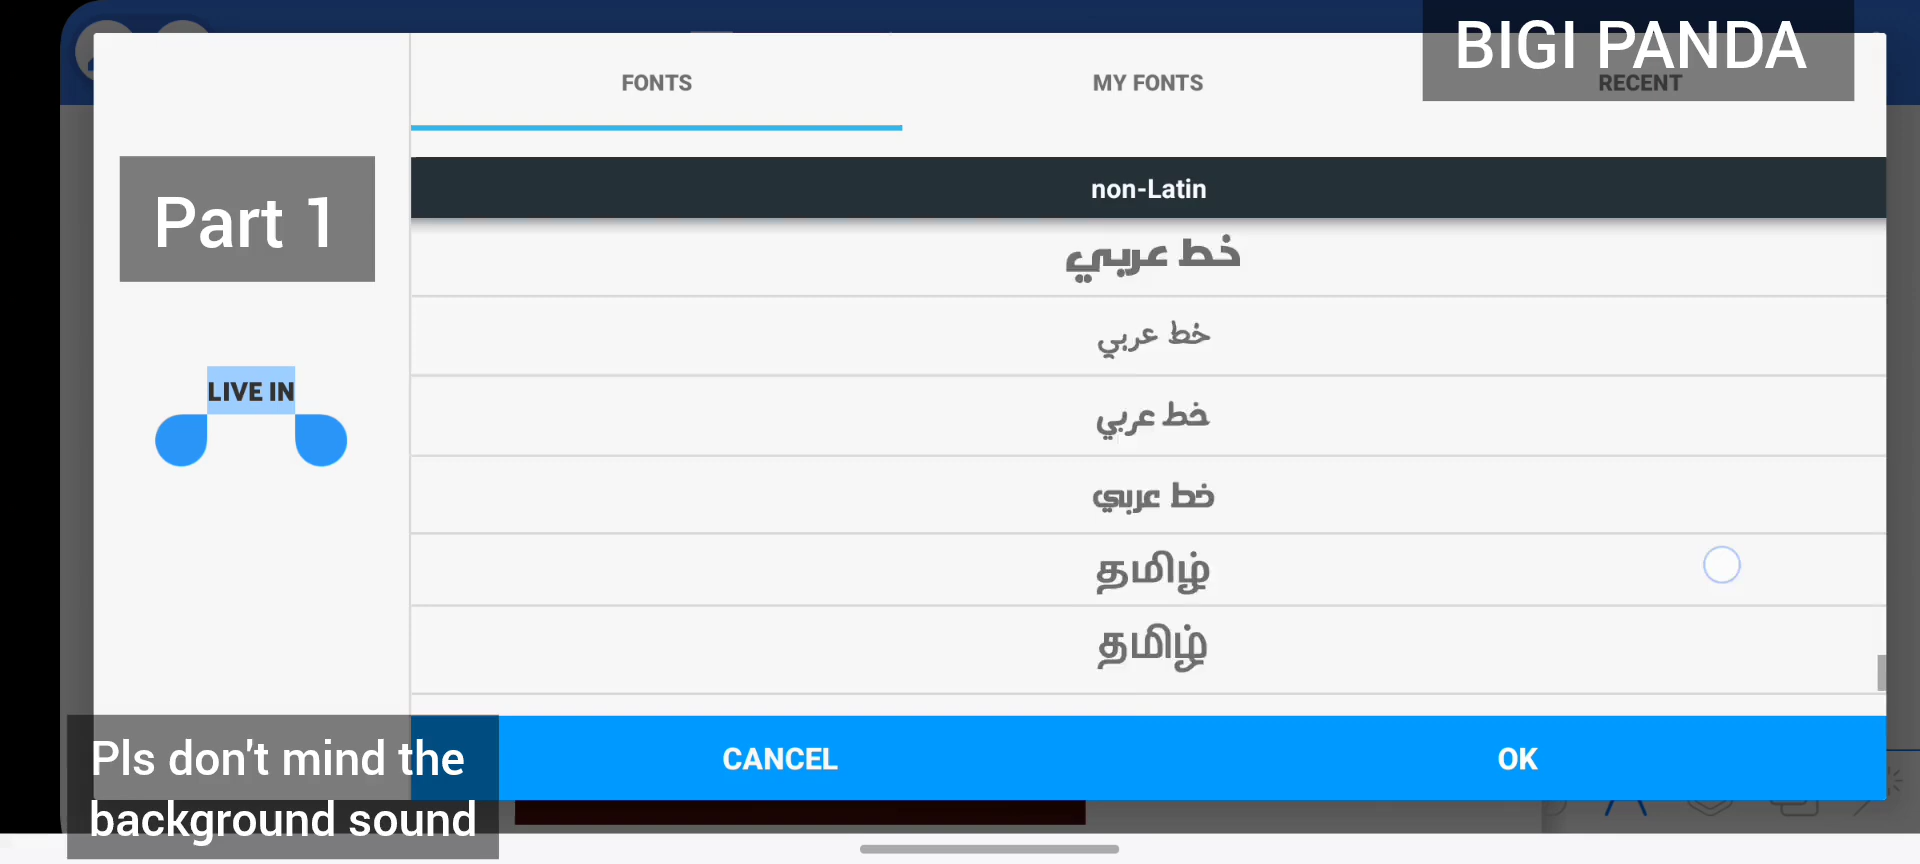 BIGI PANDA
FONTS
MY FONTS
RECENT
non-Latin
Part 1
خط عربي
خط عربي
LIVE IN
خط عربي
خط عربي
தமிழ்
தமிழ்
CANCEL
OK
Pls don't mind the
background sound